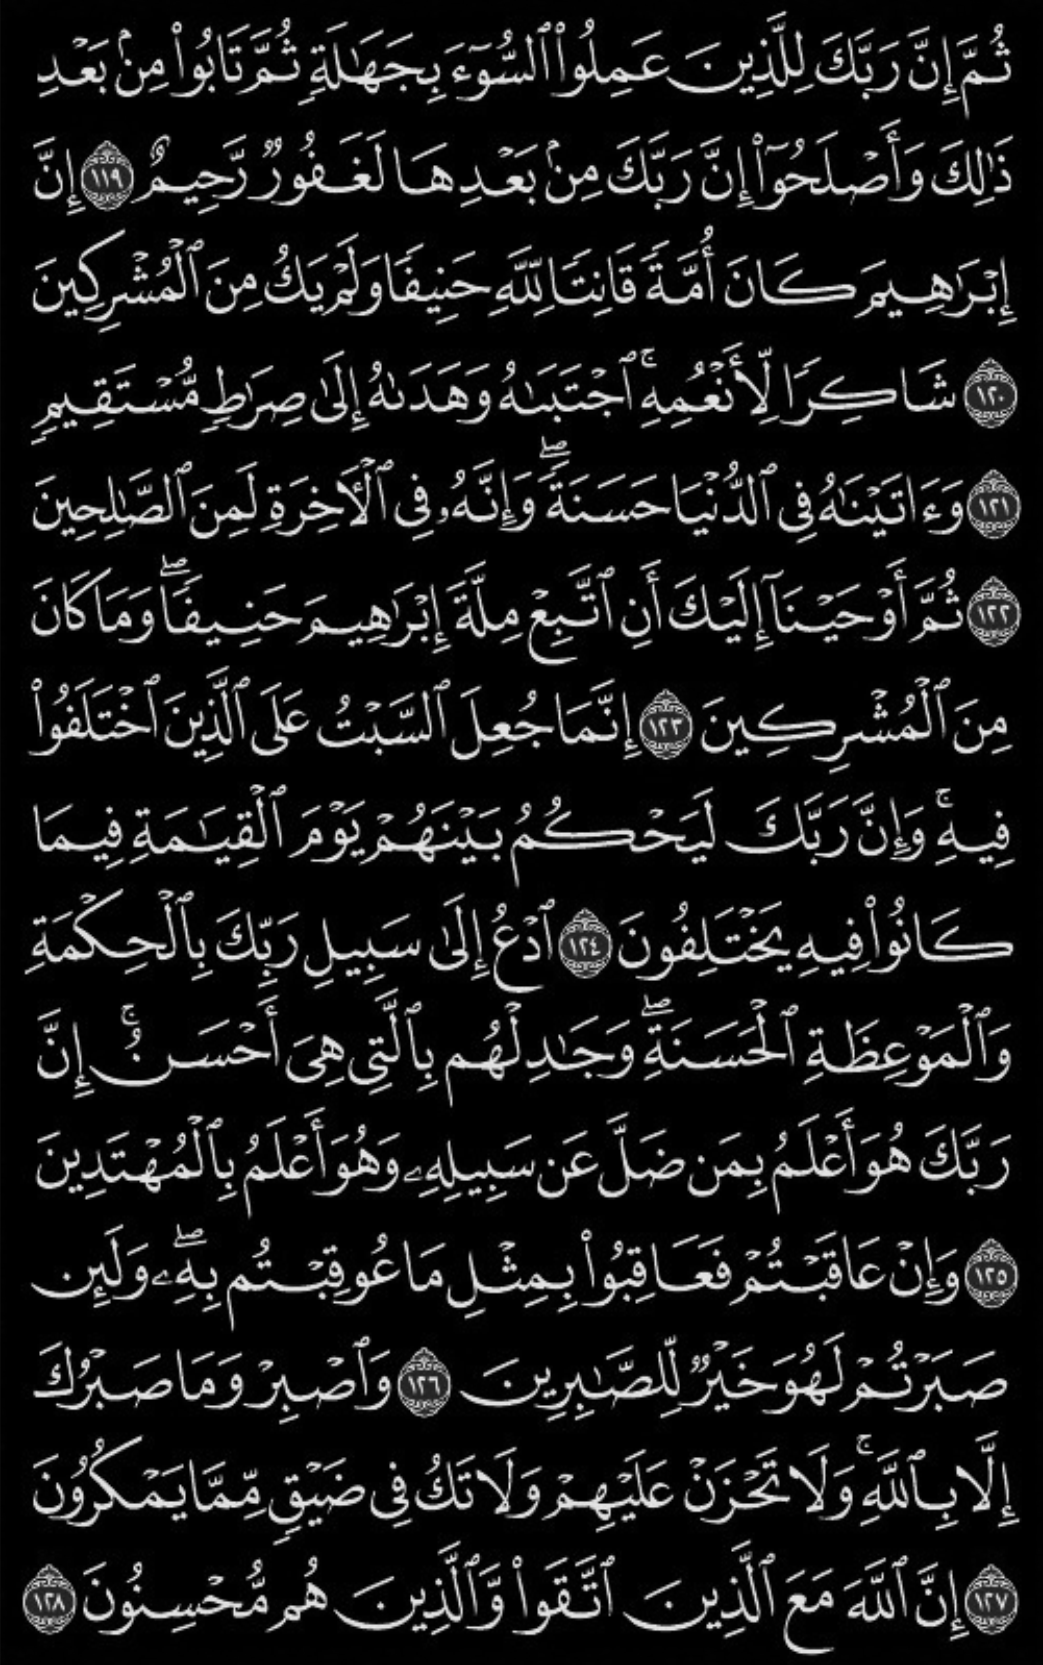 ثُمَّ إِنَّ رَبَّكَ لِلَّذِينَ عَمِلُوا۟ ٱلسُّوٓءَ بِجَهَـٰلَةٍ ثُمَّ تَابُوا۟ مِنۢ بَعْدِ
ذَٰلِكَ وَأَصْلَحُوٓا۟ إِنَّ رَبَّكَ مِنۢ بَعْدِهَا لَغَفُورٌ رَّحِيمٌ ١١٩ إِنَّ
إِبْرَٰهِيمَ كَانَ أُمَّةً قَانِتًا لِّلَّهِ حَنِيفًا وَلَمْ يَكُ مِنَ ٱلْمُشْرِكِينَ
١٢٠ شَاكِرًا لِّأَنْعُمِهِ ۚ ٱجْتَبَىٰهُ وَهَدَىٰهُ إِلَىٰ صِرَٰطٍ مُّسْتَقِيمٍ
١٢١ وَءَاتَيْنَـٰهُ فِى ٱلدُّنْيَا حَسَنَةً ۖ وَإِنَّهُۥ فِى ٱلْـَٔاخِرَةِ لَمِنَ ٱلصَّـٰلِحِينَ
١٢٢ ثُمَّ أَوْحَيْنَآ إِلَيْكَ أَنِ ٱتَّبِعْ مِلَّةَ إِبْرَٰهِيمَ حَنِيفًا ۖ وَمَا كَانَ
مِنَ ٱلْمُشْرِكِينَ ١٢٣ إِنَّمَا جُعِلَ ٱلسَّبْتُ عَلَى ٱلَّذِينَ ٱخْتَلَفُوا۟
فِيهِ ۚ وَإِنَّ رَبَّكَ لَيَحْكُمُ بَيْنَهُمْ يَوْمَ ٱلْقِيَـٰمَةِ فِيمَا
كَانُوا۟ فِيهِ يَخْتَلِفُونَ ١٢٤ ٱدْعُ إِلَىٰ سَبِيلِ رَبِّكَ بِٱلْحِكْمَةِ
وَٱلْمَوْعِظَةِ ٱلْحَسَنَةِ ۖ وَجَـٰدِلْهُم بِٱلَّتِى هِىَ أَحْسَنُ ۚ إِنَّ
رَبَّكَ هُوَ أَعْلَمُ بِمَن ضَلَّ عَن سَبِيلِهِۦ وَهُوَ أَعْلَمُ بِٱلْمُهْتَدِينَ
١٢٥ وَإِنْ عَاقَبْتُمْ فَعَاقِبُوا۟ بِمِثْلِ مَا عُوقِبْتُم بِهِۦ ۖ وَلَئِن
صَبَرْتُمْ لَهُوَ خَيْرٌ لِّلصَّـٰبِرِينَ ١٢٦ وَٱصْبِرْ وَمَا صَبْرُكَ
إِلَّا بِٱللَّهِ ۚ وَلَا تَحْزَنْ عَلَيْهِمْ وَلَا تَكُ فِى ضَيْقٍ مِّمَّا يَمْكُرُونَ
١٢٧ إِنَّ ٱللَّهَ مَعَ ٱلَّذِينَ ٱتَّقَوا۟ وَّٱلَّذِينَ هُم مُّحْسِنُونَ ١٢٨